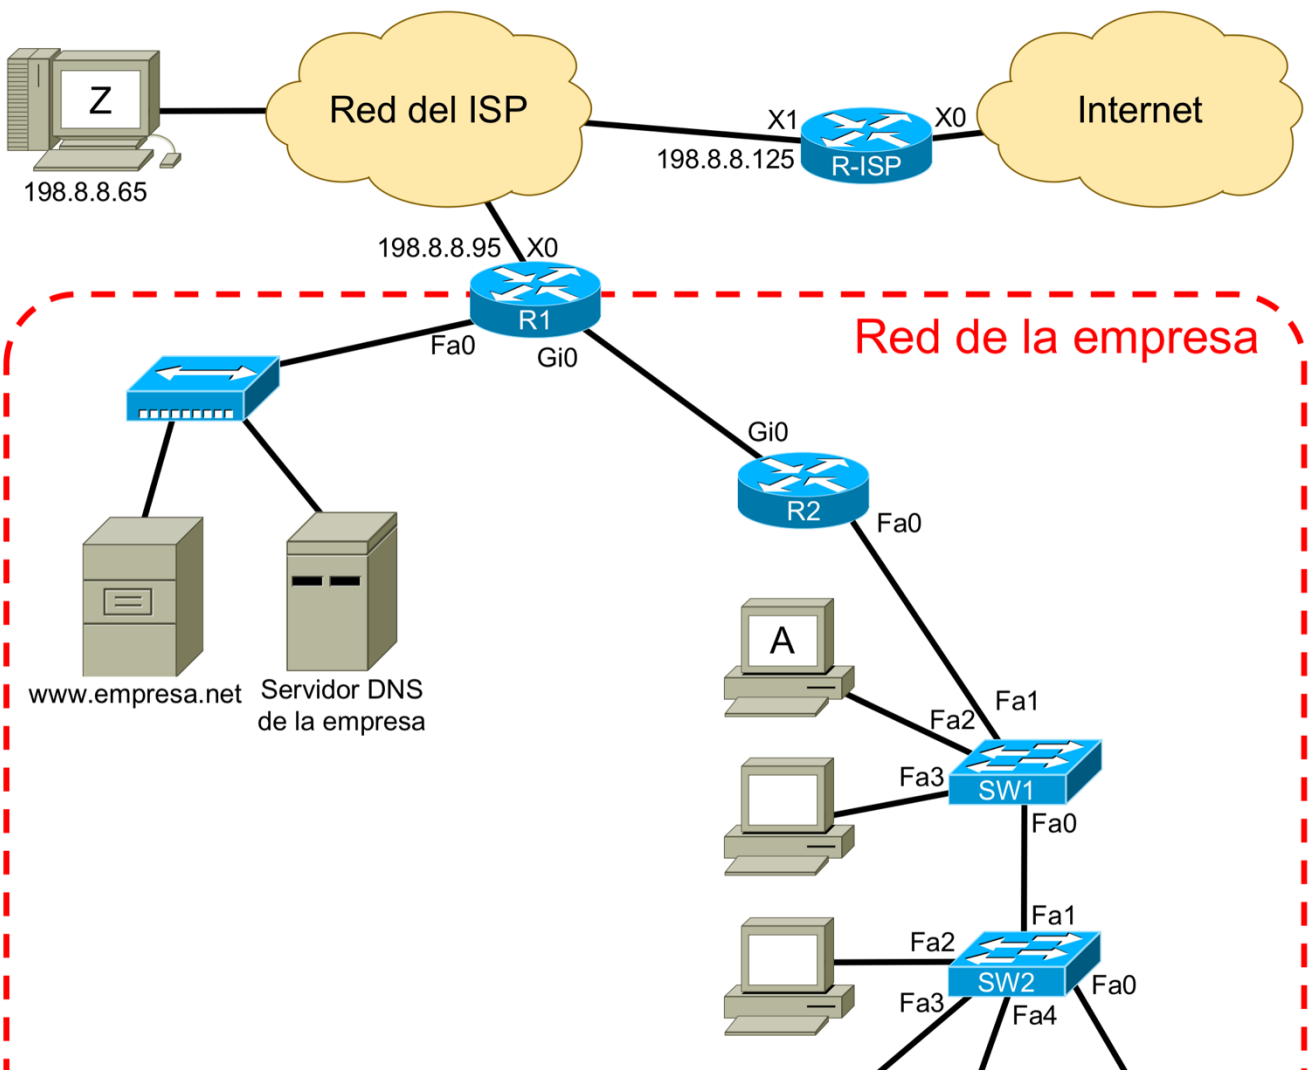 Z
198.8.8.65
Red del ISP
X1
198.8.8.125
R-ISP
X0
Internet
198.8.8.95
X0
R1
Fa0
Gi0
Red de la empresa
Gi0
R2
Fa0
www.empresa.net
Servidor DNS
de la empresa
A
Fa1
Fa2
Fa3
SW1
Fa0
Fa1
Fa2
SW2
Fa0
Fa3
Fa4